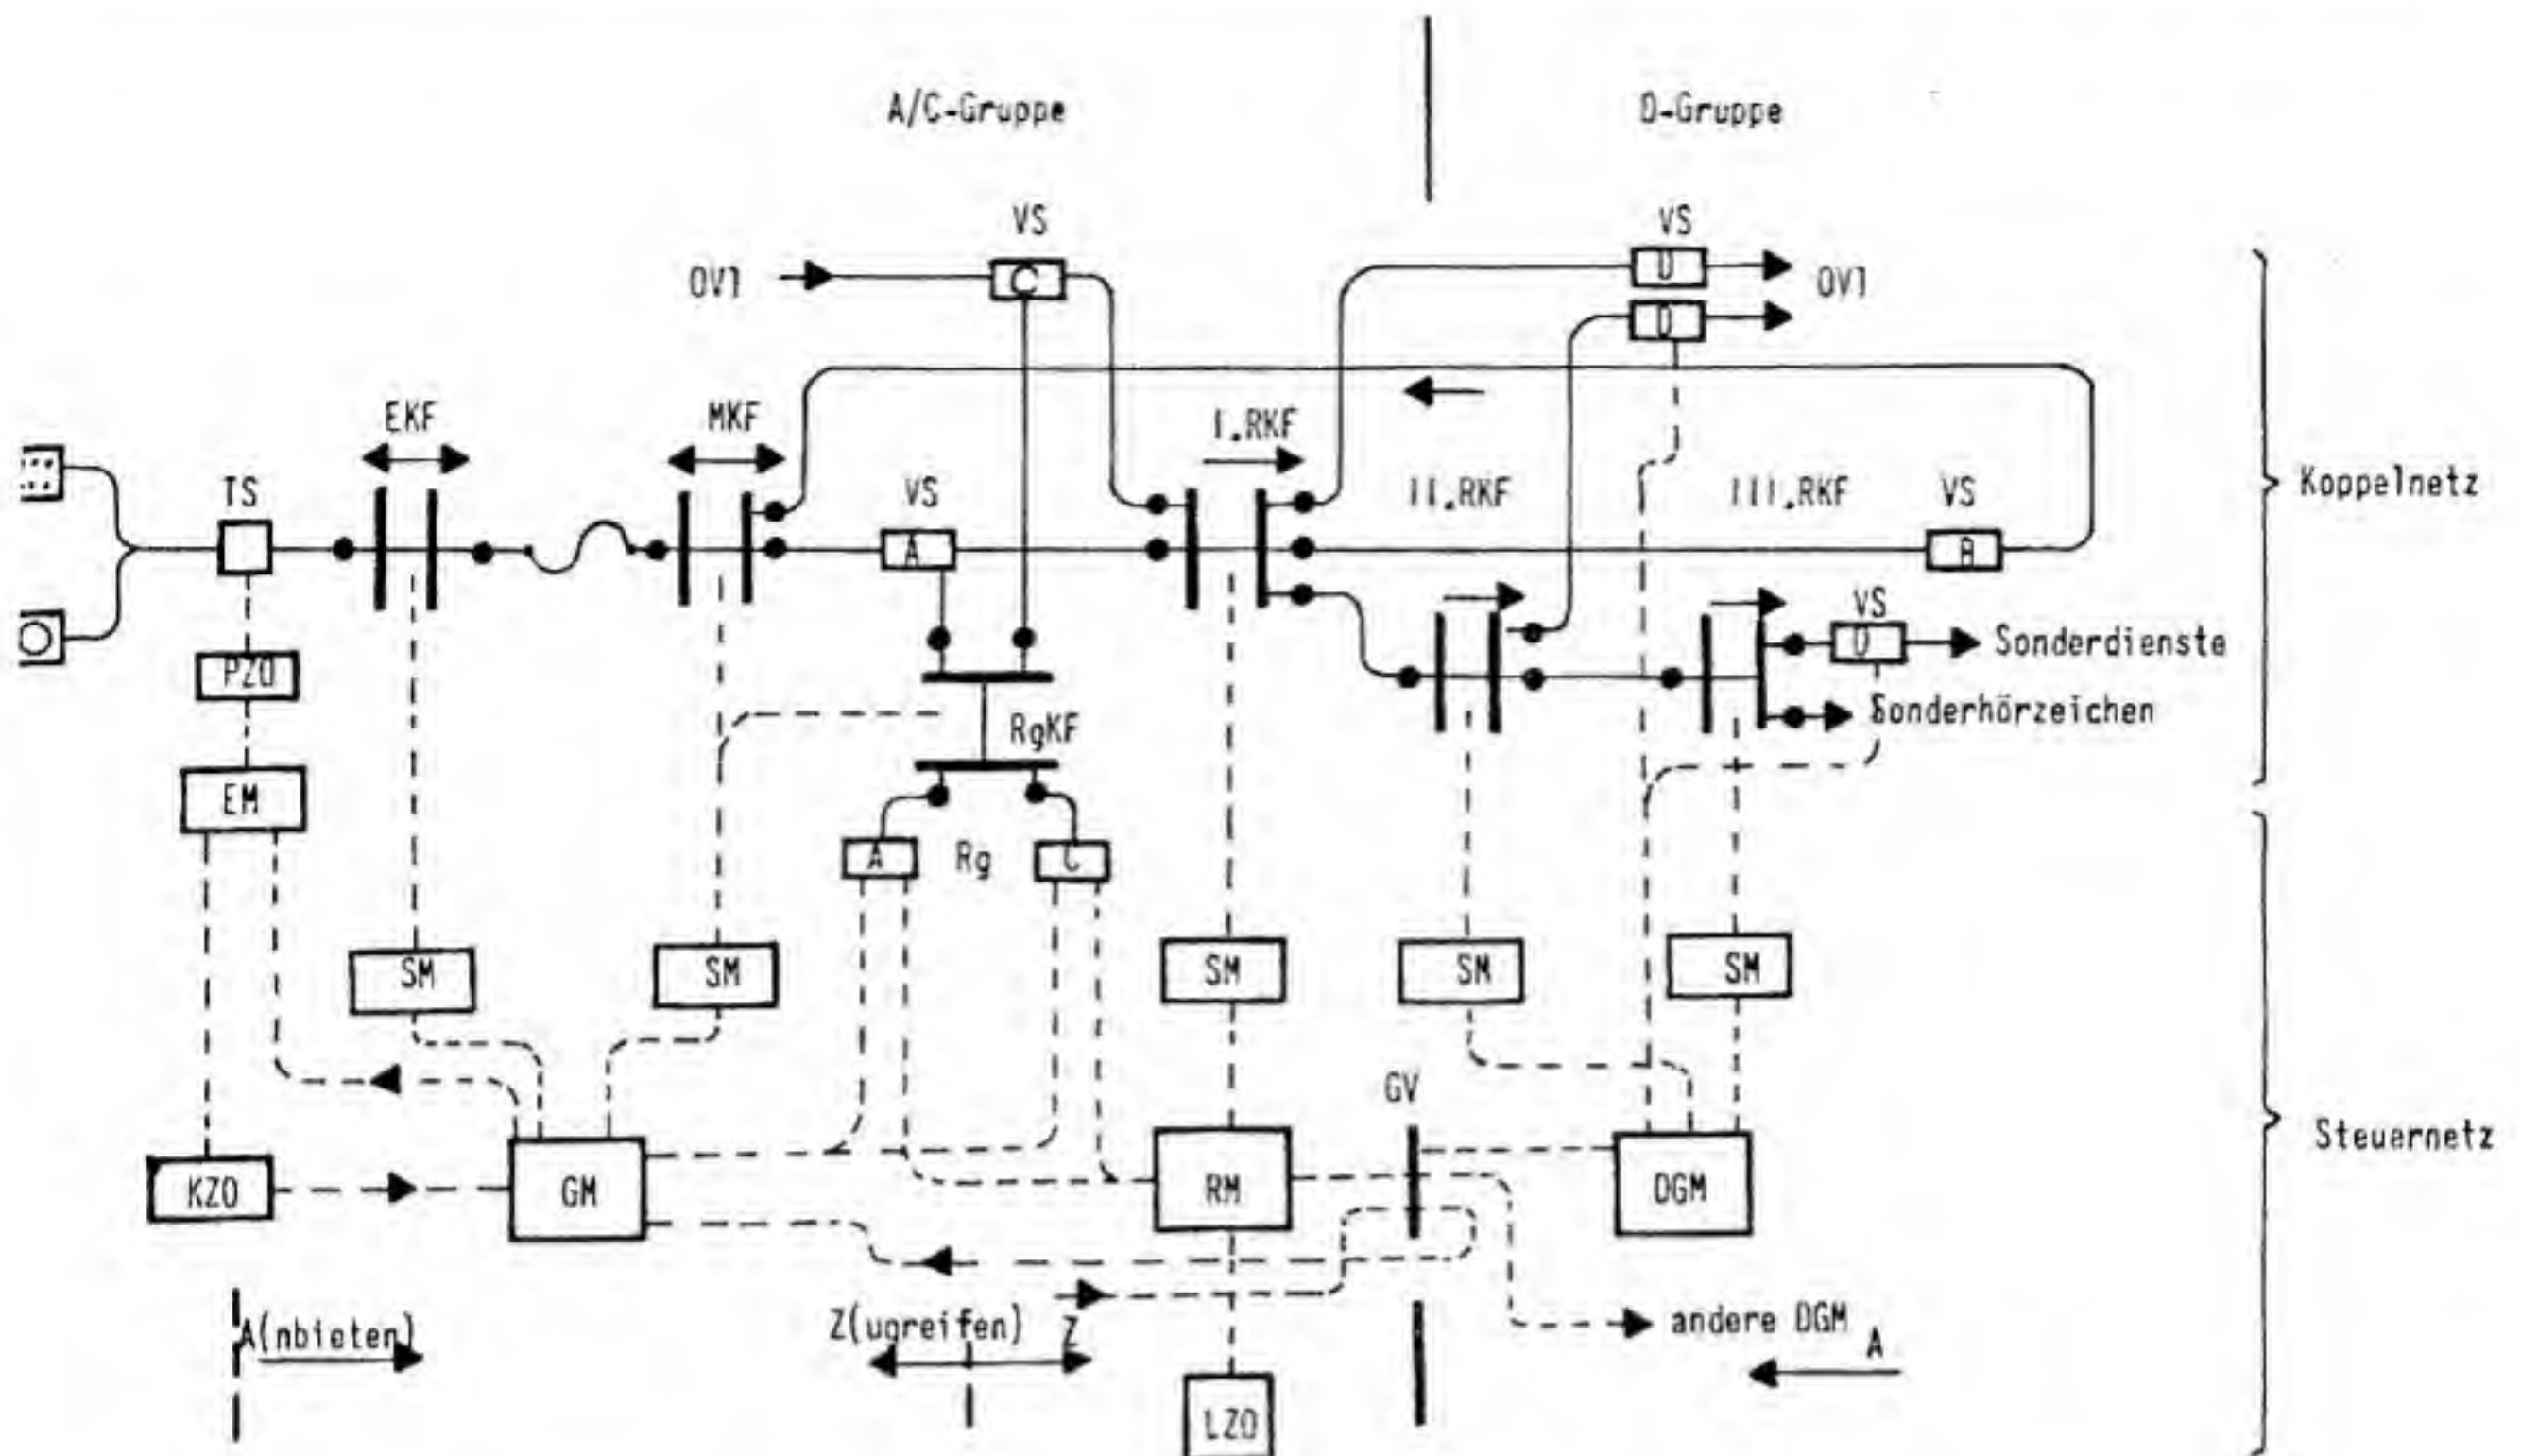 A/C-Gruppe
D-Gruppe
VS
VS
OVl
C
D
OVl
D
EKF
MKF
I.RKF
TS
VS
II.RKF
III.RKF
VS
Koppelnetz
A
B
VS
PZO
D
Sonderdienste
Sonderhörzeichen
RgKF
EM
A
Rg
C
SM
SM
SM
SM
SM
GV
Steuernetz
KZO
GM
RM
DGM
A(nbieten)
Z(ugreifen)
Z
andere DGM
A
LZO